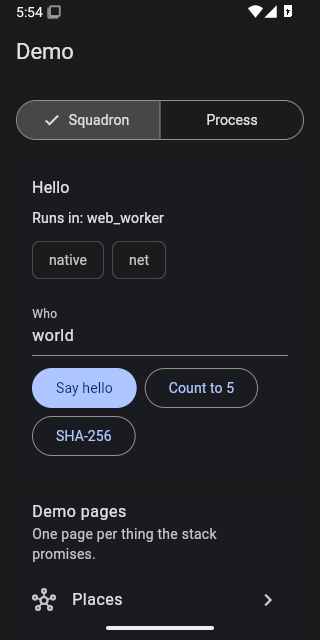 5:54
Demo
Squadron
Process
Hello
Runs in: web_worker
native
net
Who
world
Say hello
Count to 5
SHA-256
Demo pages
One page per thing the stack
promises.
Places